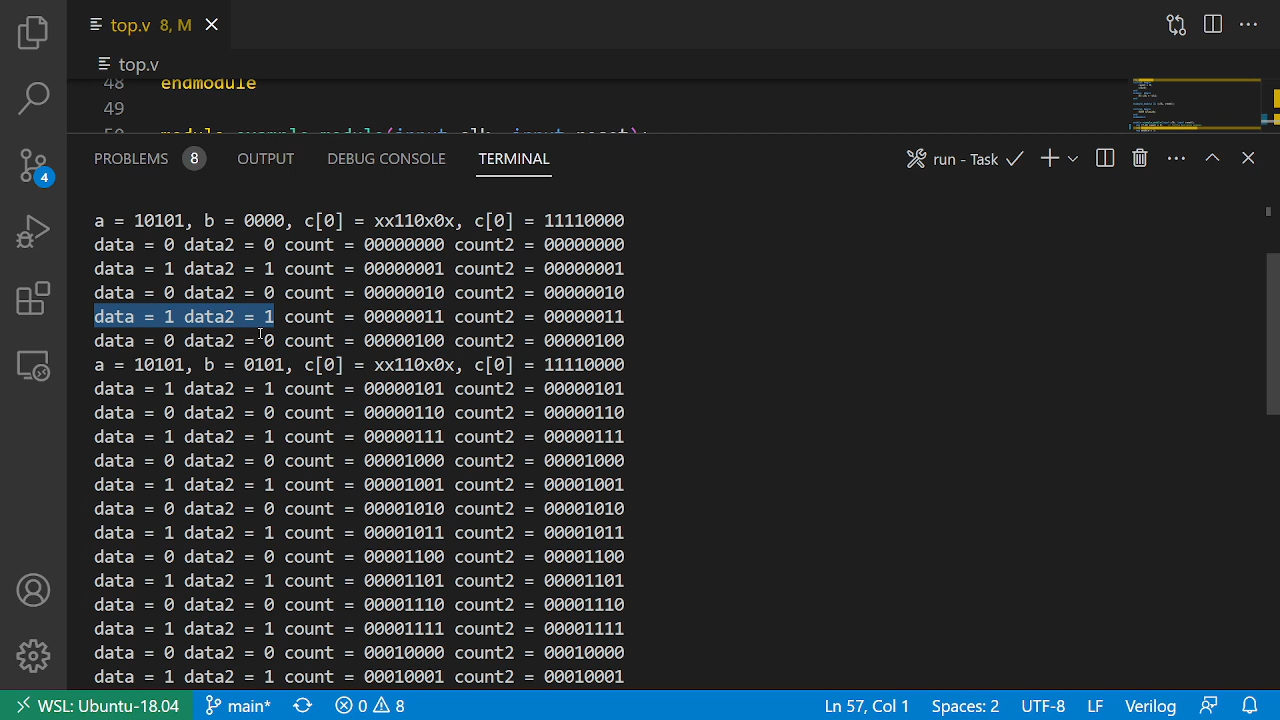 top.v 8, M
top.v
48 endmodule
49
50 module example_module(input clk, input reset);
PROBLEMS 8 OUTPUT DEBUG CONSOLE TERMINAL run - Task
a = 10101, b = 0000, c[0] = xx110x0x, c[0] = 11110000
data = 0 data2 = 0 count = 00000000 count2 = 00000000
data = 1 data2 = 1 count = 00000001 count2 = 00000001
data = 0 data2 = 0 count = 00000010 count2 = 00000010
data = 1 data2 = 1 count = 00000011 count2 = 00000011
data = 0 data2 = 0 count = 00000100 count2 = 00000100
a = 10101, b = 0101, c[0] = xx110x0x, c[0] = 11110000
data = 1 data2 = 1 count = 00000101 count2 = 00000101
data = 0 data2 = 0 count = 00000110 count2 = 00000110
data = 1 data2 = 1 count = 00000111 count2 = 00000111
data = 0 data2 = 0 count = 00001000 count2 = 00001000
data = 1 data2 = 1 count = 00001001 count2 = 00001001
data = 0 data2 = 0 count = 00001010 count2 = 00001010
data = 1 data2 = 1 count = 00001011 count2 = 00001011
data = 0 data2 = 0 count = 00001100 count2 = 00001100
data = 1 data2 = 1 count = 00001101 count2 = 00001101
data = 0 data2 = 0 count = 00001110 count2 = 00001110
data = 1 data2 = 1 count = 00001111 count2 = 00001111
data = 0 data2 = 0 count = 00010000 count2 = 00010000
data = 1 data2 = 1 count = 00010001 count2 = 00010001
4
WSL: Ubuntu-18.04 main* 0 8 Ln 57, Col 1 Spaces: 2 UTF-8 LF Verilog